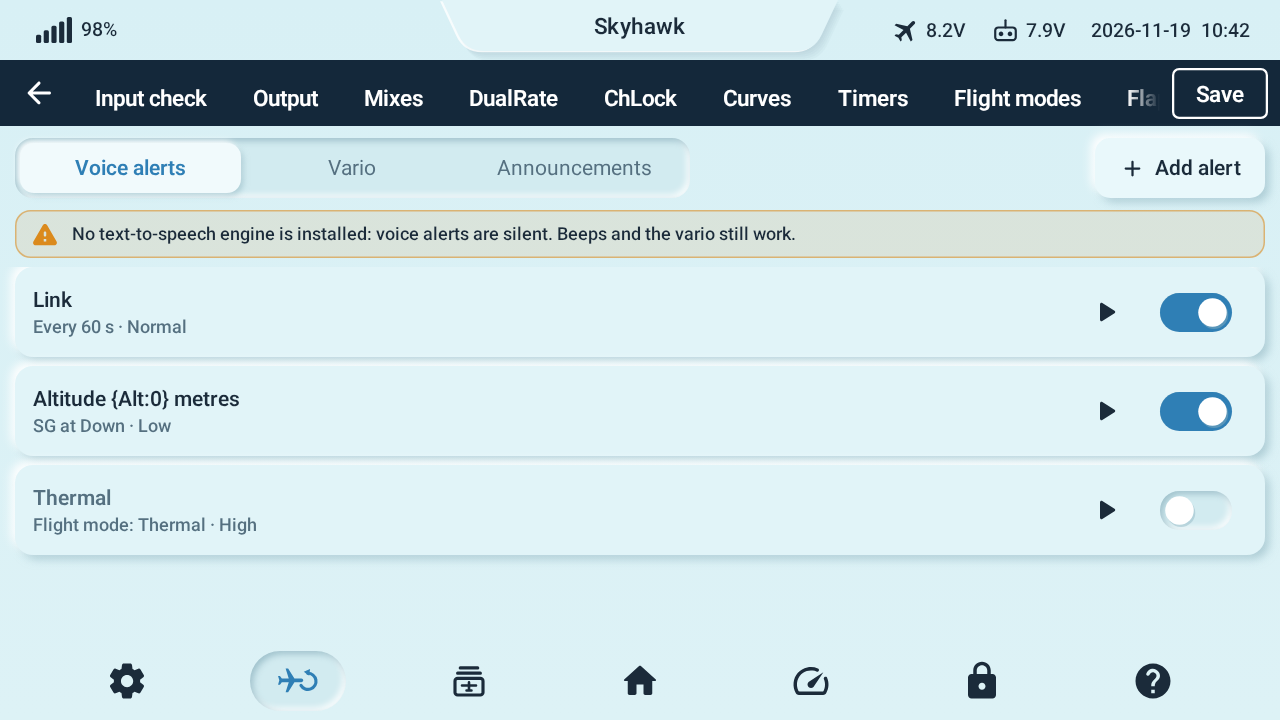 98%
Skyhawk
8.2V
7.9V
2026-11-19 10:42
Input check
Output
Mixes
DualRate
ChLock
Curves
Timers
Flight modes
Fla
Save
Voice alerts
Vario
Announcements
+ Add alert
No text-to-speech engine is installed: voice alerts are silent. Beeps and the vario still work.
Link
Every 60 s · Normal
Altitude {Alt:0} metres
SG at Down · Low
Thermal
Flight mode: Thermal · High